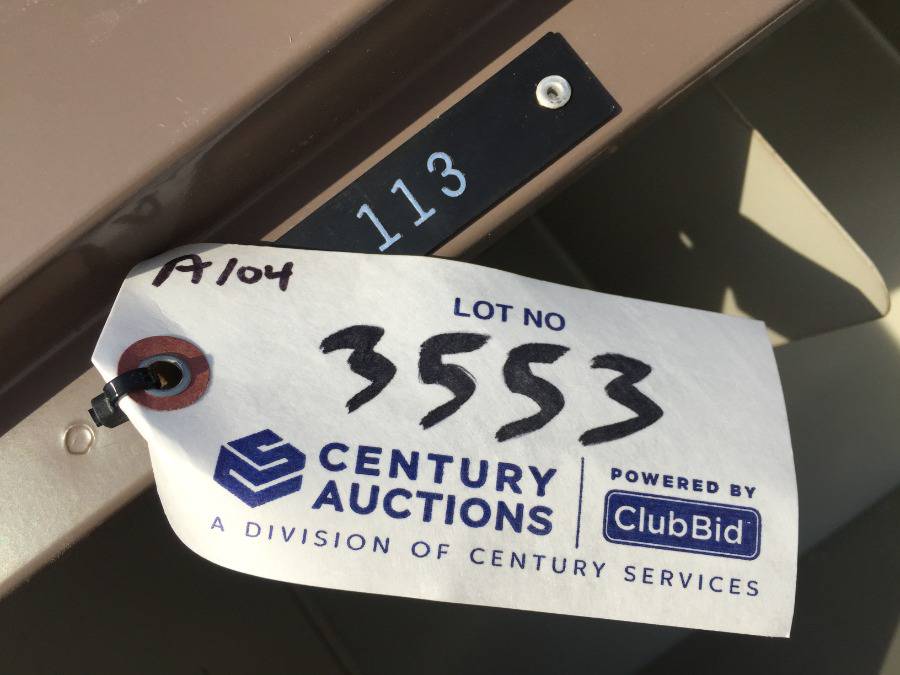 113
A104
LOT NO
3553
CENTURY
AUCTIONS
A DIVISION OF CENTURY SERVICES
POWERED BY
ClubBid